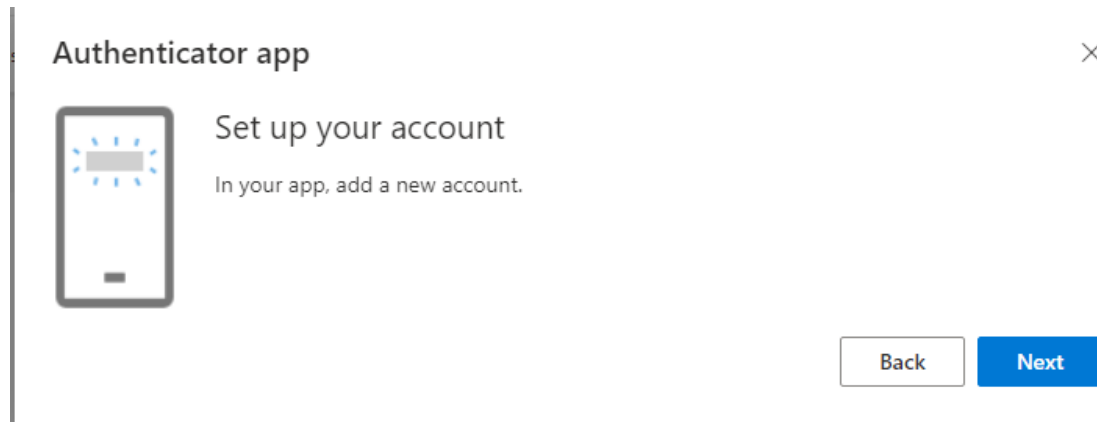 Authenticator app
Set up your account
In your app, add a new account.
Back
Next